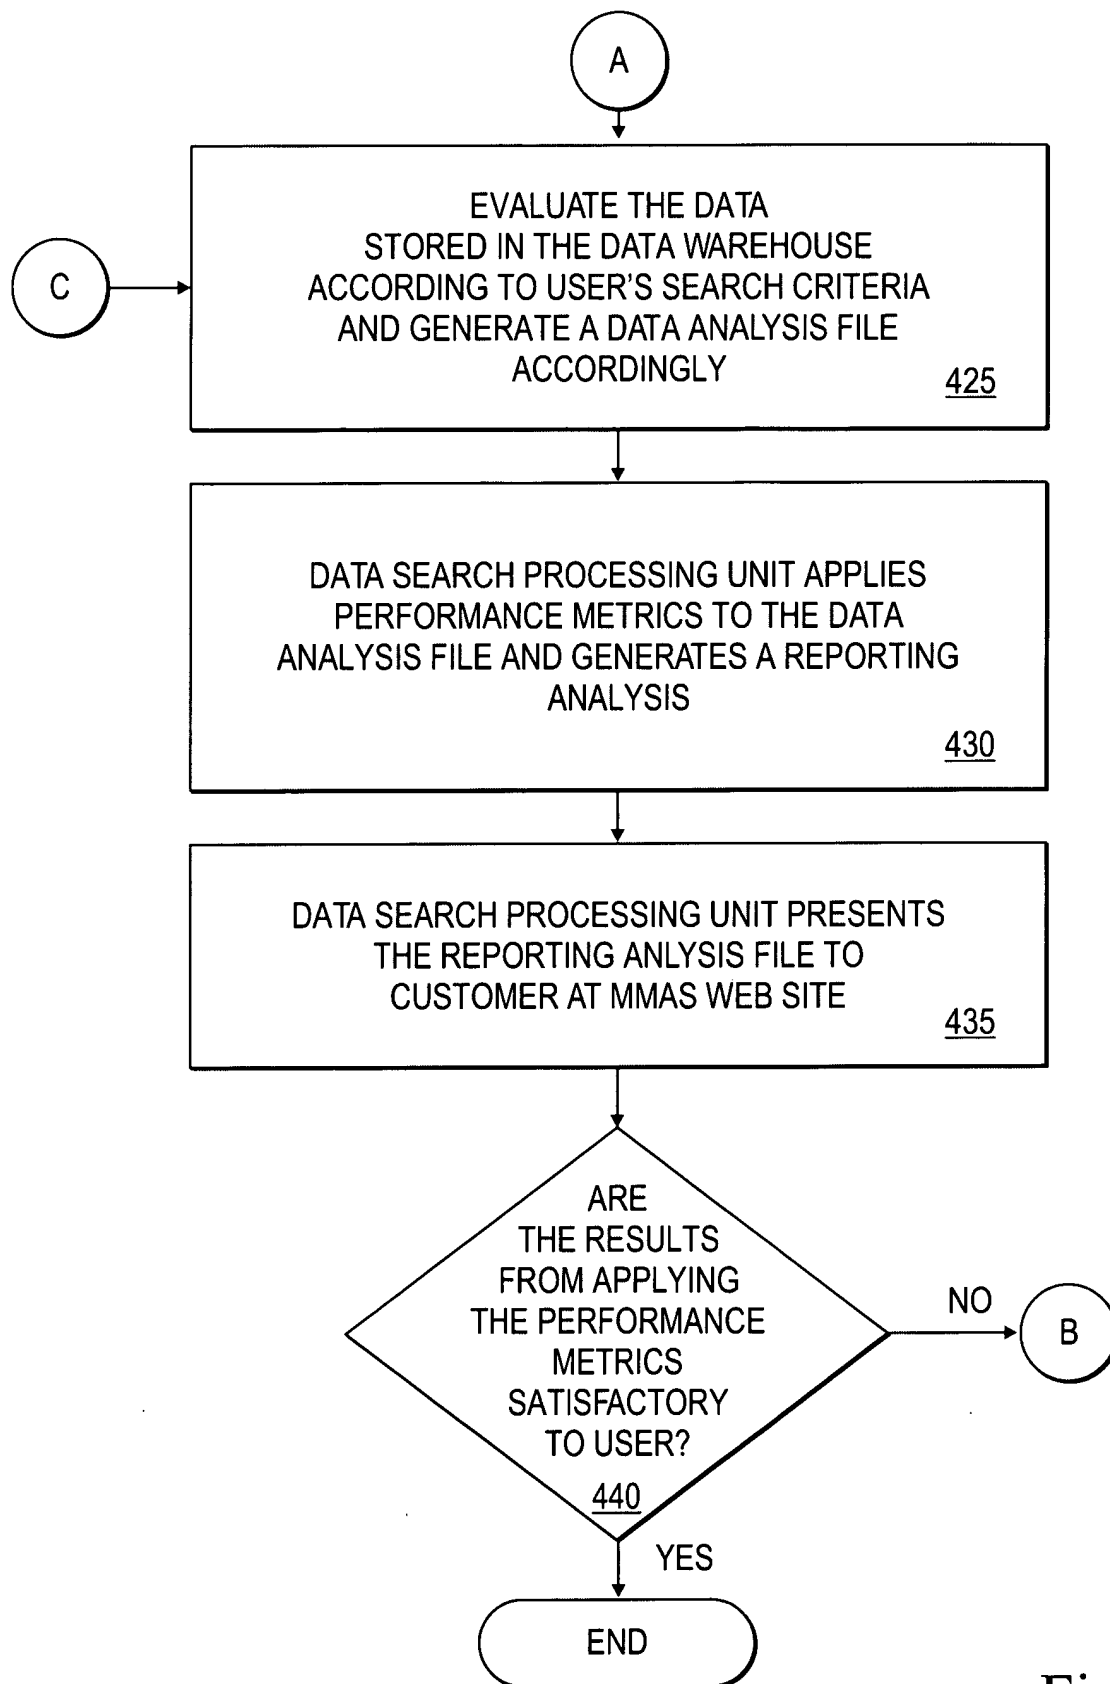 A
EVALUATE THE DATA
STORED IN THE DATA WAREHOUSE
C
ACCORDING TO USER'S SEARCH CRITERIA
AND GENERATE A DATA ANALYSIS FILE
ACCORDINGLY
425
DATA SEARCH PROCESSING UNIT APPLIES
PERFORMANCE METRICS TO THE DATA
ANALYSIS FILE AND GENERATES A REPORTING
ANALYSIS
430
DATA SEARCH PROCESSING UNIT PRESENTS
THE REPORTING ANLYSIS FILE TO
CUSTOMER AT MMAS WEB SITE
435
ARE
THE RESULTS
FROM APPLYING
THE PERFORMANCE
METRICS
SATISFACTORY
TO USER?
440
NO
B
YES
END